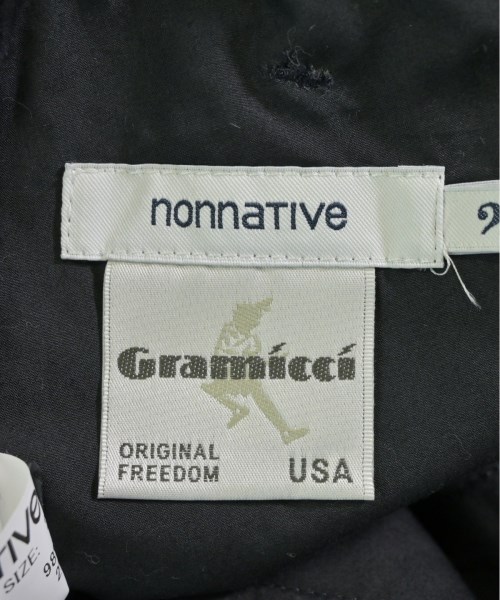 nonnative
Gramicci
ORIGINAL
FREEDOM
USA
TIVE
SIZE: